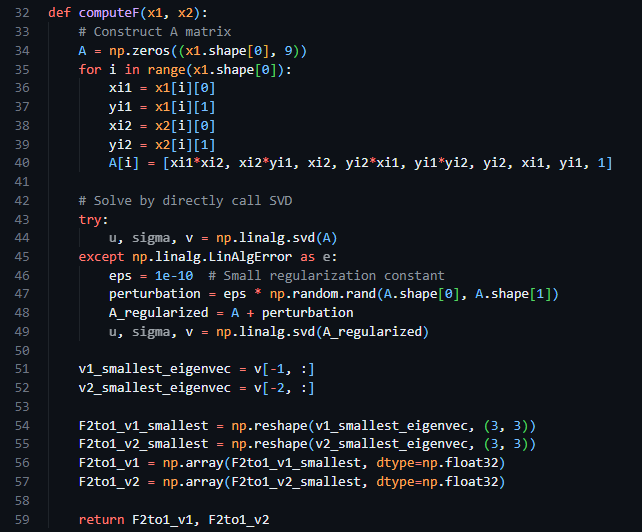 32 def computeF(x1, x2):
33     # Construct A matrix
34     A = np.zeros((x1.shape[0], 9))
35     for i in range(x1.shape[0]):
36         xi1 = x1[i][0]
37         yi1 = x1[i][1]
38         xi2 = x2[i][0]
39         yi2 = x2[i][1]
40         A[i] = [xi1*xi2, xi2*yi1, xi2, yi2*xi1, yi1*yi2, yi2, xi1, yi1, 1]
41
42     # Solve by directly call SVD
43     try:
44         u, sigma, v = np.linalg.svd(A)
45     except np.linalg.LinAlgError as e:
46         eps = 1e-10  # Small regularization constant
47         perturbation = eps * np.random.rand(A.shape[0], A.shape[1])
48         A_regularized = A + perturbation
49         u, sigma, v = np.linalg.svd(A_regularized)
50
51     v1_smallest_eigenvec = v[-1, :]
52     v2_smallest_eigenvec = v[-2, :]
53
54     F2to1_v1_smallest = np.reshape(v1_smallest_eigenvec, (3, 3))
55     F2to1_v2_smallest = np.reshape(v2_smallest_eigenvec, (3, 3))
56     F2to1_v1 = np.array(F2to1_v1_smallest, dtype=np.float32)
57     F2to1_v2 = np.array(F2to1_v2_smallest, dtype=np.float32)
58
59     return F2to1_v1, F2to1_v2